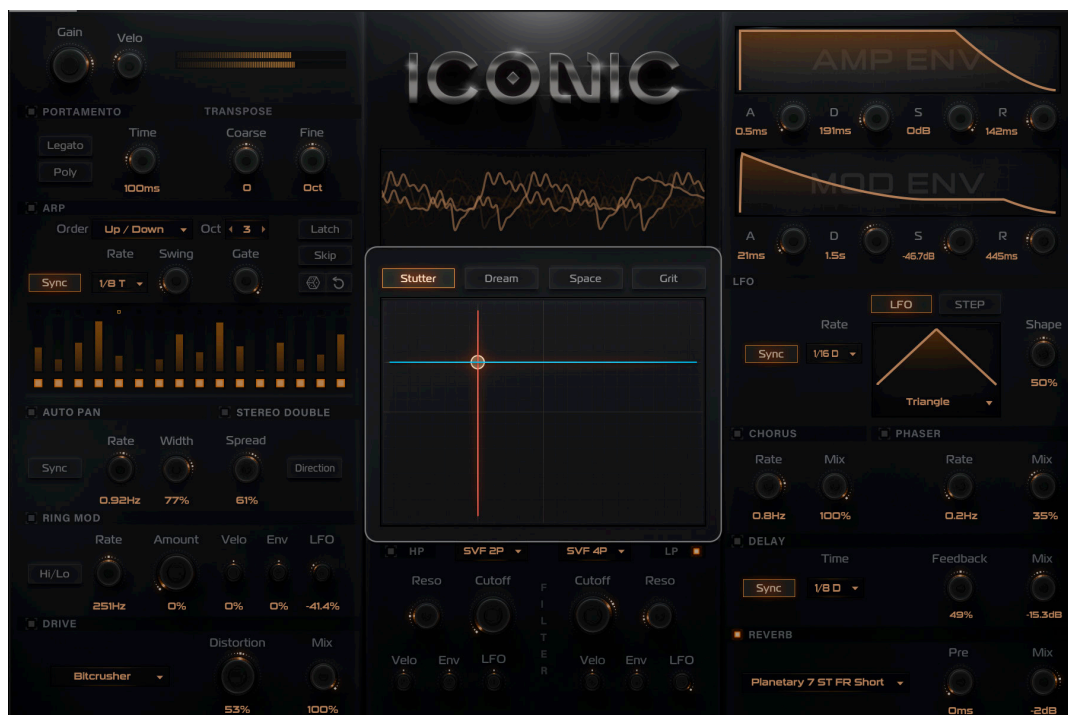 Gain
Velo
PORTAMENTO
TRANSPOSE
Legato
Poly
Time
Coarse
Fine
100ms
0
Oct
ARP
Order
Up / Down
Oct
3
Latch
Rate
Swing
Gate
Skip
Sync
1/8 T
AUTO PAN
STEREO DOUBLE
Rate
Width
Spread
Sync
Direction
0.92Hz
77%
61%
RING MOD
Rate
Amount
Velo
Env
LFO
Hi/Lo
251Hz
0%
0%
0%
-41.4%
DRIVE
Distortion
Mix
Bitcrusher
53%
100%
ICONIC
Stutter
Dream
Space
Grit
HP
SVF 2P
SVF 4P
LP
Reso
Cutoff
Cutoff
Reso
FILTER
Velo
Env
LFO
Velo
Env
LFO
AMP ENV
A
D
S
R
0.5ms
191ms
0dB
142ms
MOD ENV
A
D
S
R
21ms
1.5s
-46.7dB
445ms
LFO
LFO
STEP
Rate
Shape
Sync
1/16 D
50%
Triangle
CHORUS
PHASER
Rate
Mix
Rate
Mix
0.8Hz
100%
0.2Hz
35%
DELAY
Time
Feedback
Mix
Sync
1/8 D
49%
-15.3dB
REVERB
Pre
Mix
Planetary 7 ST FR Short
0ms
-2dB